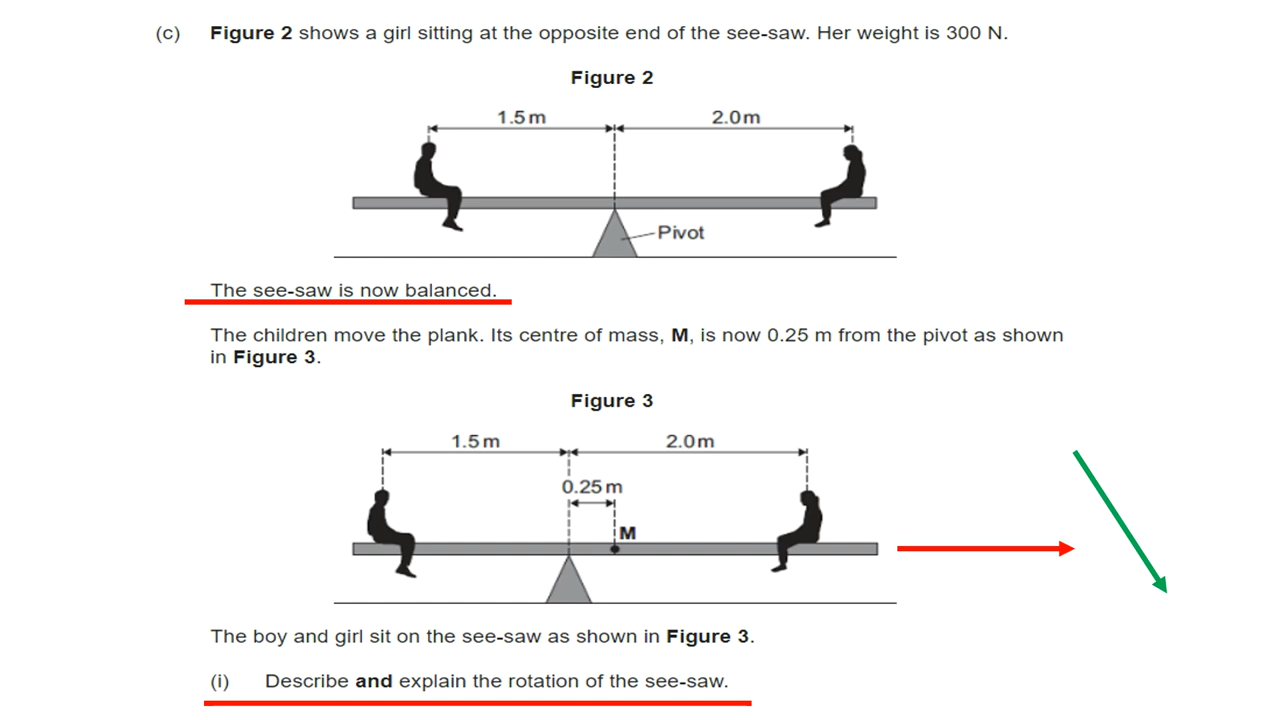 (c) Figure 2 shows a girl sitting at the opposite end of the see-saw. Her weight is 300 N.
Figure 2
1.5 m 2.0 m
Pivot
The see-saw is now balanced.
The children move the plank. Its centre of mass, M, is now 0.25 m from the pivot as shown
in Figure 3.
Figure 3
1.5 m 2.0 m
0.25 m
M
The boy and girl sit on the see-saw as shown in Figure 3.
(i) Describe and explain the rotation of the see-saw.